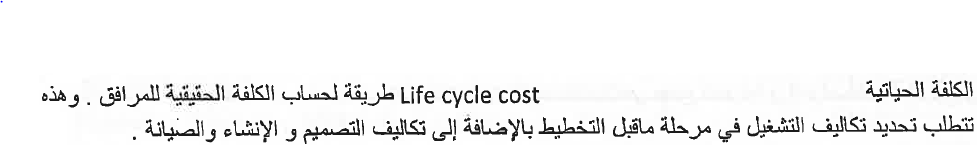 الكلفة الحياتية Life cycle cost طريقة لحساب الكلفة الحقيقية للمرافق . وهذه
تتطلب تحديد تكاليف التشغيل في مرحلة ماقبل التخطيط بالإضافة إلى تكاليف التصميم و الإنشاء والصيانة .